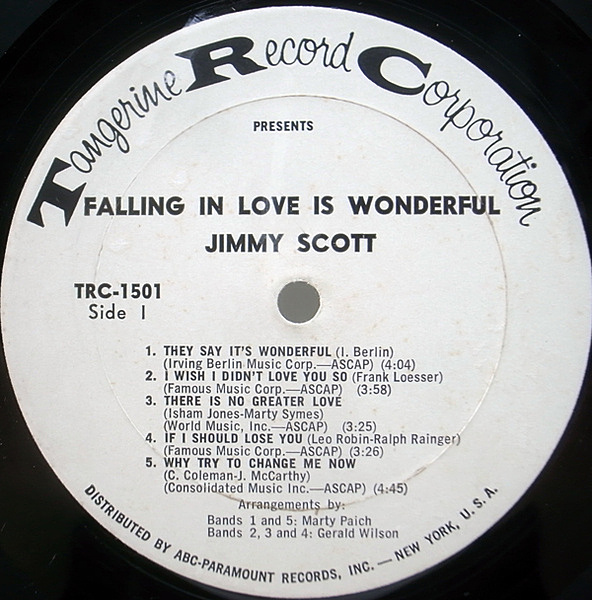 Tangerine Record Corporation
PRESENTS
FALLING IN LOVE IS WONDERFUL
JIMMY SCOTT
TRC-1501
Side I
1. THEY SAY IT'S WONDERFUL (I. Berlin)
(Irving Berlin Music Corp.—ASCAP) (4:04)
2. I WISH I DIDN'T LOVE YOU SO (Frank Loesser)
(Famous Music Corp.—ASCAP) (3:58)
3. THERE IS NO GREATER LOVE
(Isham Jones-Marty Symes)
(World Music, Inc.—ASCAP) (3:25)
4. IF I SHOULD LOSE YOU (Leo Robin-Ralph Rainger)
(Famous Music Corp.—ASCAP) (3:26)
5. WHY TRY TO CHANGE ME NOW
(C. Coleman-J. McCarthy)
(Consolidated Music Inc.—ASCAP) (4:45)
Arrangements by:
Bands 1 and 5: Marty Paich
Bands 2, 3 and 4: Gerald Wilson
DISTRIBUTED BY ABC-PARAMOUNT RECORDS, INC. — NEW YORK, U. S. A.